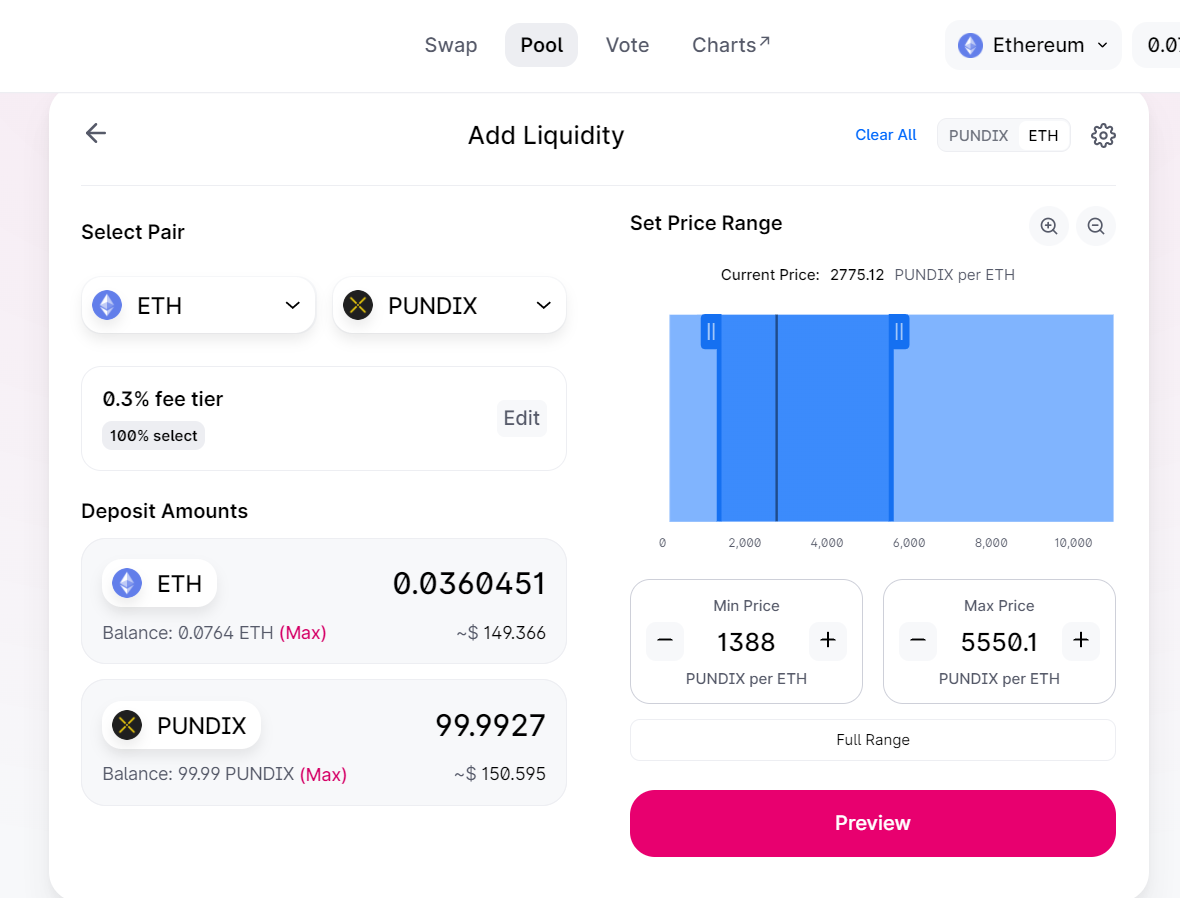 Swap Pool Vote Charts↗ Ethereum
Add Liquidity Clear All PUNDIX ETH
Select Pair
ETH PUNDIX
0.3% fee tier
100% select
Edit
Deposit Amounts
ETH 0.0360451
Balance: 0.0764 ETH (Max) ~$ 149.366
PUNDIX 99.9927
Balance: 99.99 PUNDIX (Max) ~$ 150.595
Set Price Range
Current Price: 2775.12 PUNDIX per ETH
0 2,000 4,000 6,000 8,000 10,000
Min Price
− 1388 +
PUNDIX per ETH
Max Price
− 5550.1 +
PUNDIX per ETH
Full Range
Preview